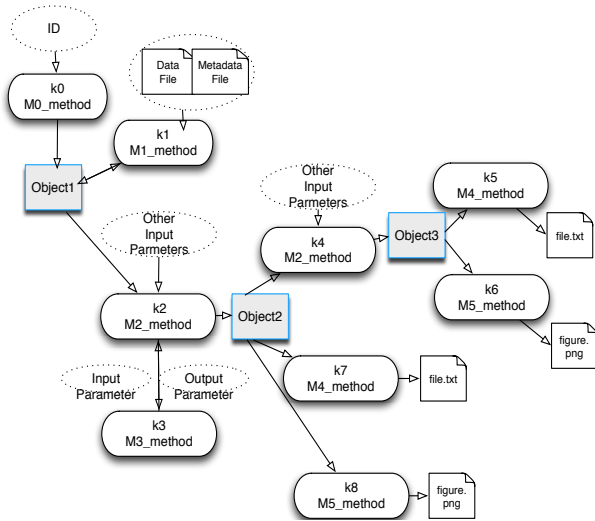 ID
Data
File
Metadata
File
k0
M0_method
k1
M1_method
Object1
Other
Input
Parmeters
k5
M4_method
Other
Input
Parmeters
k4
M2_method
Object3
file.txt
k2
M2_method
Object2
k6
M5_method
figure.
png
Input
Parameter
Output
Parameter
k7
M4_method
file.txt
k3
M3_method
k8
M5_method
figure.
png